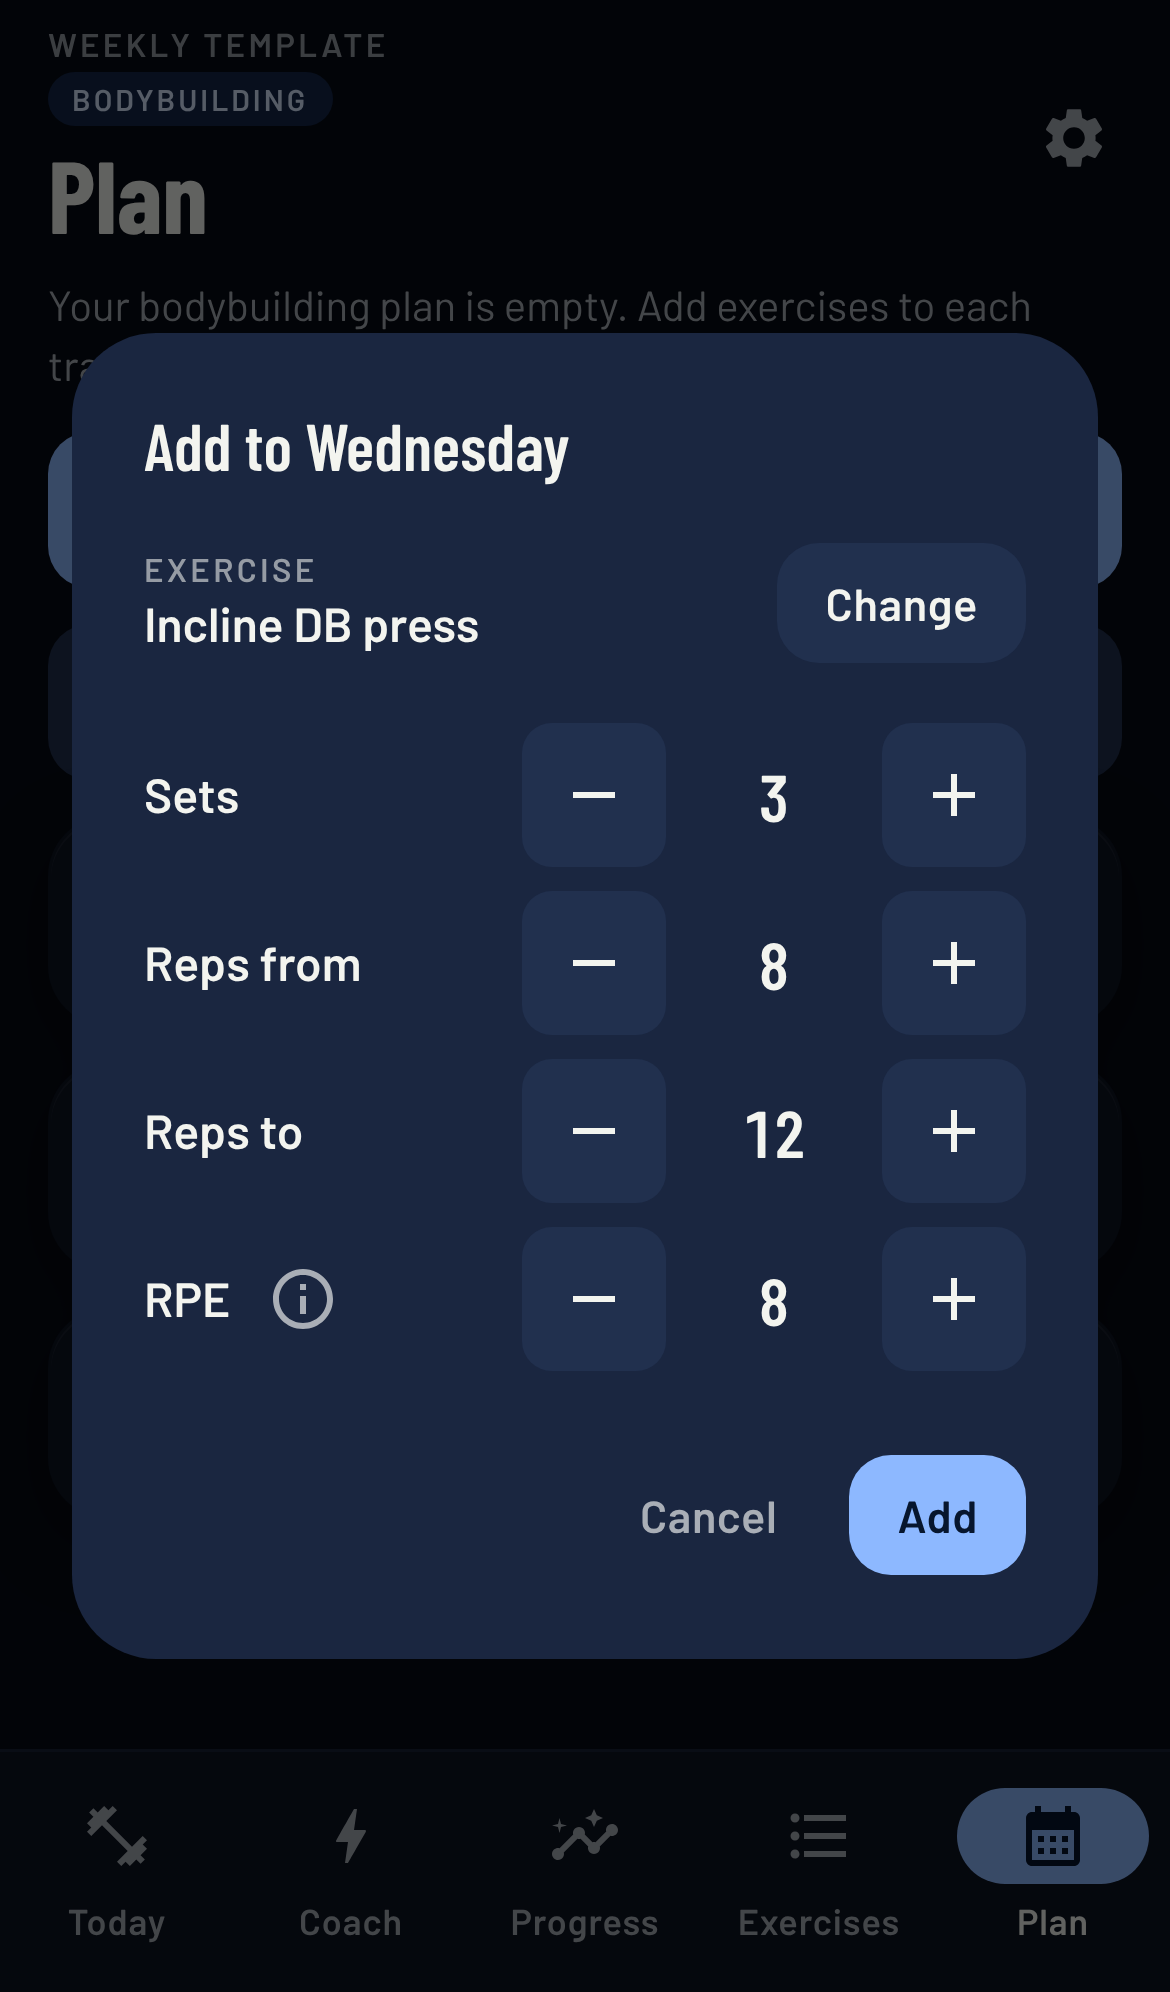 WEEKLY TEMPLATE
BODYBUILDING
Plan
Your bodybuilding plan is empty. Add exercises to each
Add to Wednesday
EXERCISE
Incline DB press
Change
Sets
3
Reps from
8
Reps to
12
RPE
8
Cancel
Add
Today
Coach
Progress
Exercises
Plan